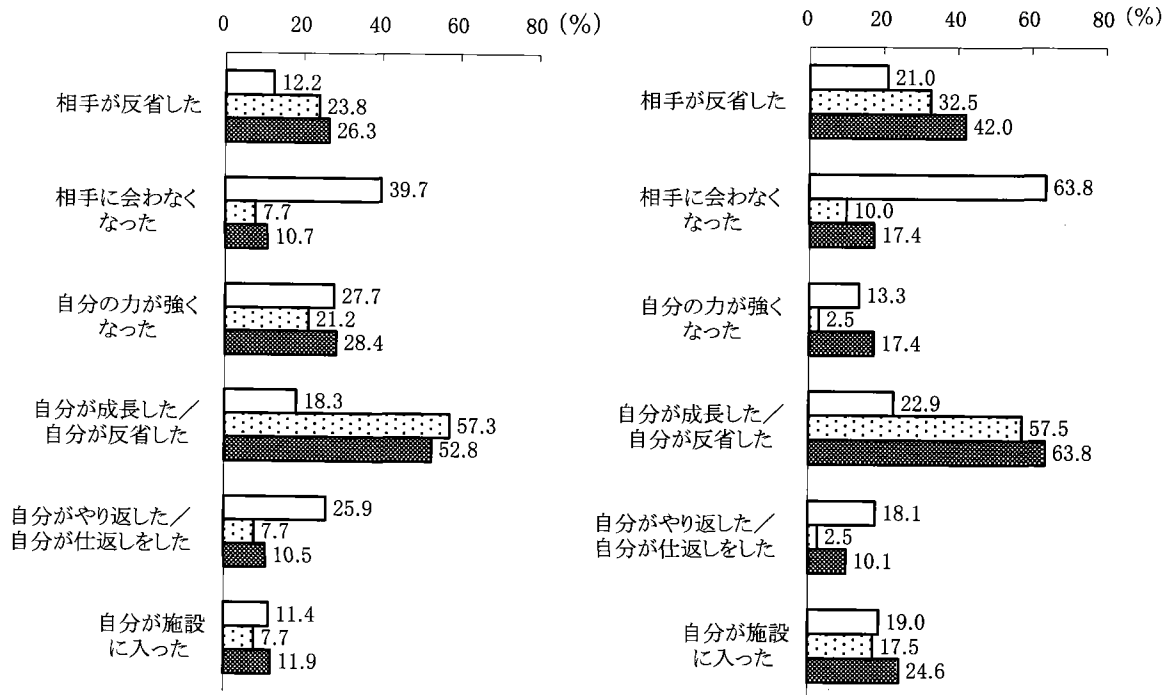 0 20 40 60 80 (%)
相手が反省した
12.2
23.8
26.3
相手に会わなく
なった
39.7
7.7
10.7
自分の力が強く
なった
27.7
21.2
28.4
自分が成長した／
自分が反省した
18.3
57.3
52.8
自分がやり返した／
自分が仕返しをした
25.9
7.7
10.5
自分が施設
に入った
11.4
7.7
11.9
0 20 40 60 80 (%)
相手が反省した
21.0
32.5
42.0
相手に会わなく
なった
63.8
10.0
17.4
自分の力が強く
なった
13.3
2.5
17.4
自分が成長した／
自分が反省した
22.9
57.5
63.8
自分がやり返した／
自分が仕返しをした
18.1
2.5
10.1
自分が施設
に入った
19.0
17.5
24.6